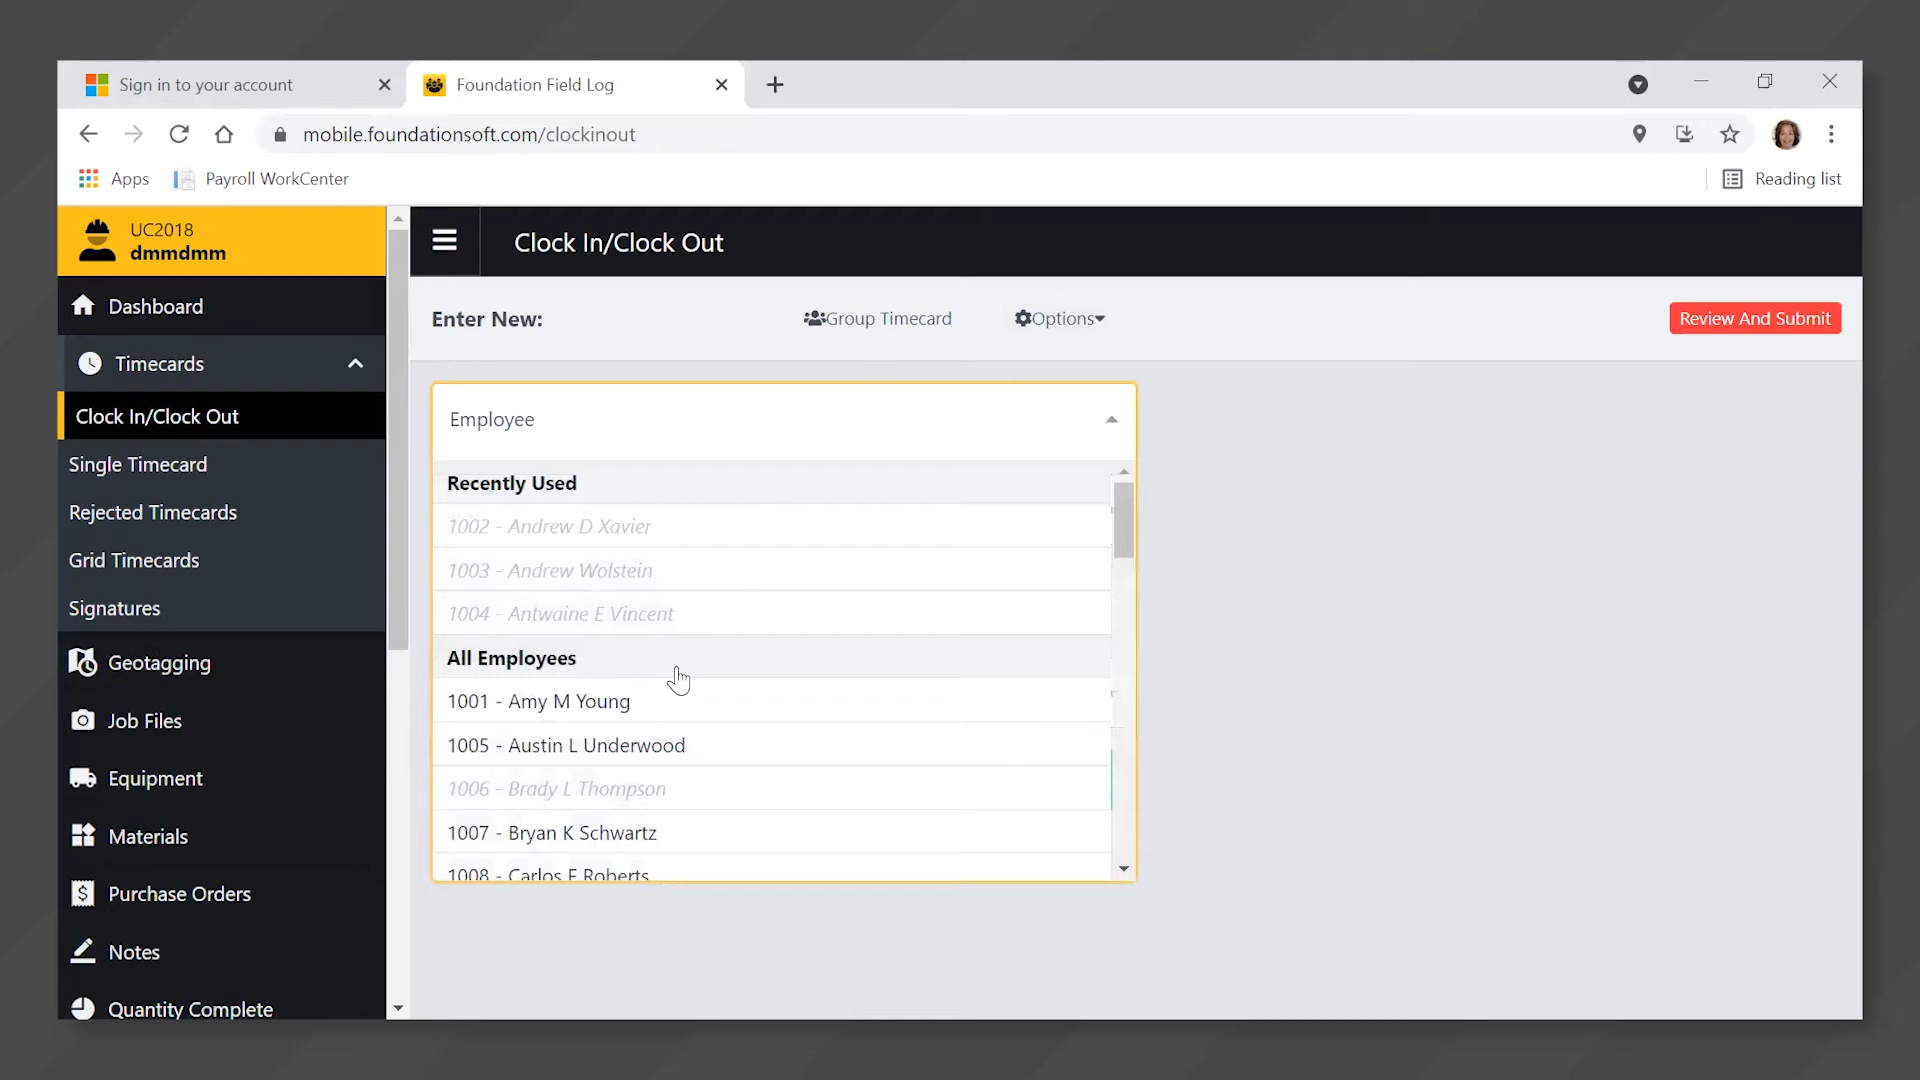 Sign in to your account
Foundation Field Log
mobile.foundationsoft.com/clockinout
Apps
Payroll WorkCenter
Reading list
UC2018
dmmdmm
Clock In/Clock Out
Dashboard
Enter New:
Group Timecard
Options
Review And Submit
Timecards
Clock In/Clock Out
Single Timecard
Rejected Timecards
Grid Timecards
Signatures
Geotagging
Job Files
Equipment
Materials
Purchase Orders
Notes
Quantity Complete
Employee
Recently Used
1002 - Andrew D Xavier
1003 - Andrew Wolstein
1004 - Antwaine E Vincent
All Employees
1001 - Amy M Young
1005 - Austin L Underwood
1006 - Brady L Thompson
1007 - Bryan K Schwartz
1008 - Carlos E Roberts